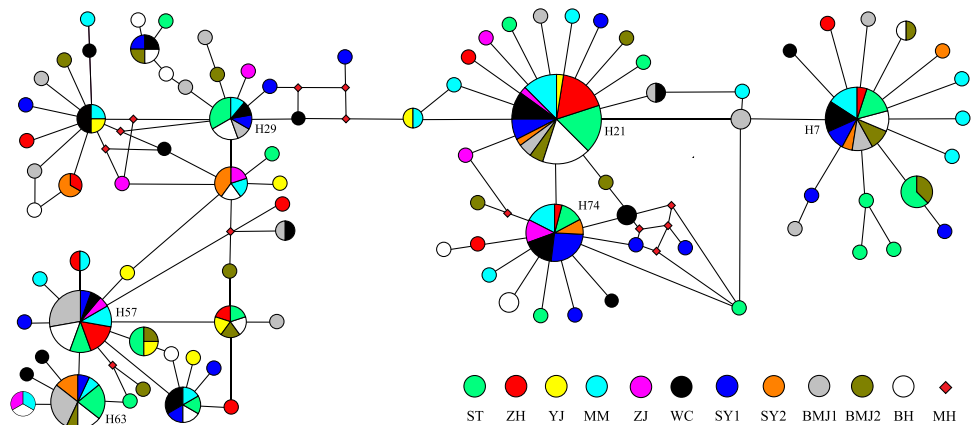 H29
H21
H7
H74
H57
H63
ST ZH YJ MM ZJ WC SY1 SY2 BMJ1 BMJ2 BH MH